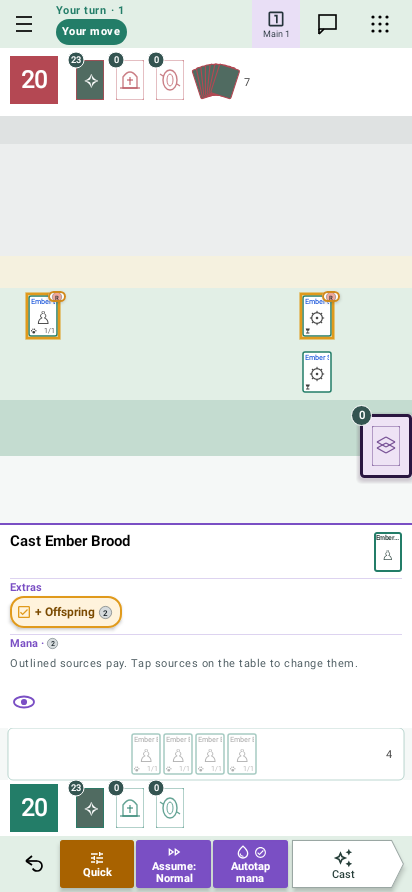 Your turn · 1
Your move
1
Main 1
20
23
0
0
7
Ember
1/1
Ember
Ember
0
Cast Ember Brood
Ember...
Extras
+ Offspring 2
Mana · 2
Outlined sources pay. Tap sources on the table to change them.
Ember
Ember
Ember
Ember
1/1
1/1
1/1
1/1
4
20
23
0
0
Quick
Assume:
Normal
Autotap
mana
Cast